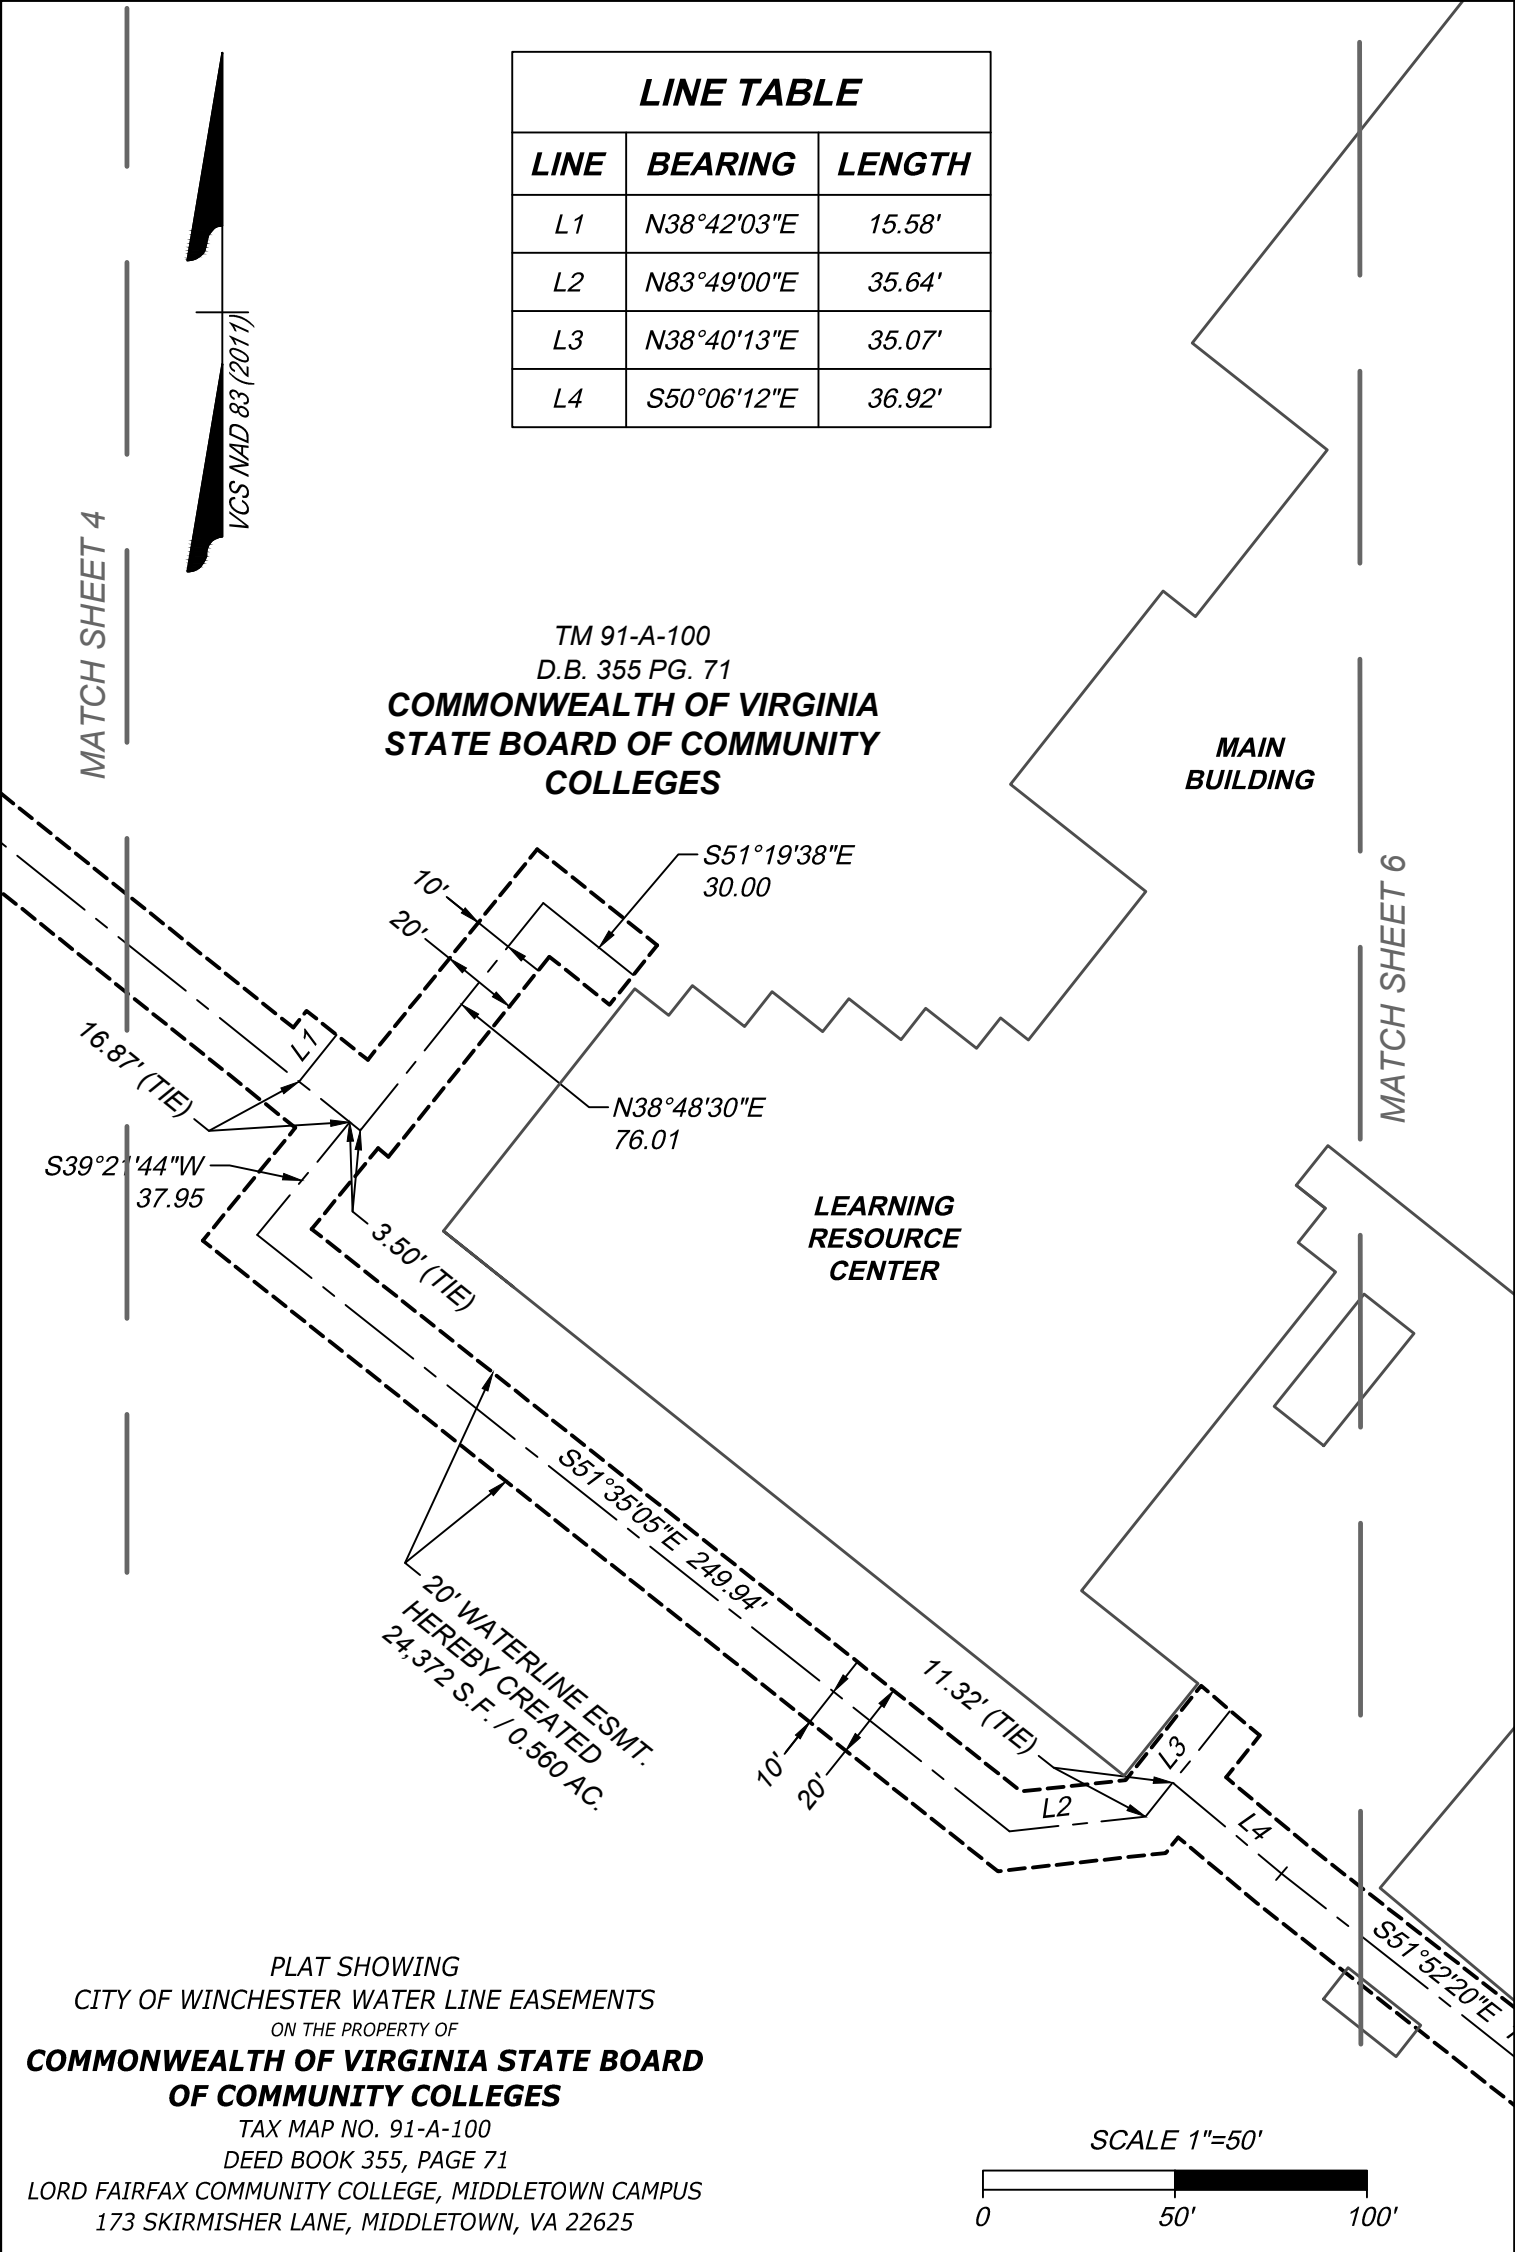 LINE TABLE
LINE BEARING LENGTH
L1 N38°42'03"E 15.58'
L2 N83°49'00"E 35.64'
L3 N38°40'13"E 35.07'
L4 S50°06'12"E 36.92'
VCS NAD 83 (2011)
MATCH SHEET 4
TM 91-A-100
D.B. 355 PG. 71
COMMONWEALTH OF VIRGINIA
STATE BOARD OF COMMUNITY
COLLEGES
MAIN
BUILDING
MATCH SHEET 6
S51°19'38"E
30.00
10'
20'
L1
16.87' (TIE)
N38°48'30"E
76.01
S39°21'44"W
37.95
3.50' (TIE)
LEARNING
RESOURCE
CENTER
S51°35'05"E 249.94'
20' WATERLINE ESMT.
HEREBY CREATED
24,372 S.F. / 0.560 AC.
11.32' (TIE)
10'
20'
L2
L3
L4
S51°52'20"E
PLAT SHOWING
CITY OF WINCHESTER WATER LINE EASEMENTS
ON THE PROPERTY OF
COMMONWEALTH OF VIRGINIA STATE BOARD
OF COMMUNITY COLLEGES
TAX MAP NO. 91-A-100
DEED BOOK 355, PAGE 71
LORD FAIRFAX COMMUNITY COLLEGE, MIDDLETOWN CAMPUS
173 SKIRMISHER LANE, MIDDLETOWN, VA 22625
SCALE 1"=50'
0 50' 100'